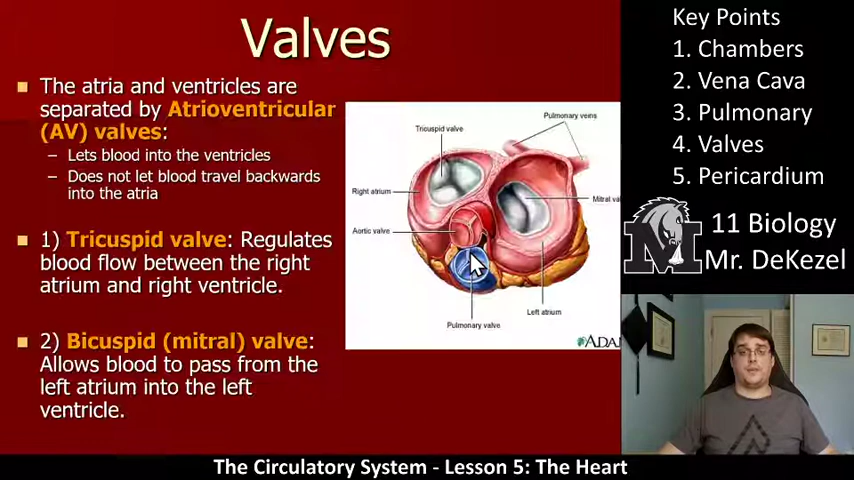 Valves
■ The atria and ventricles are
separated by Atrioventricular
(AV) valves:
– Lets blood into the ventricles
– Does not let blood travel backwards
into the atria
■ 1) Tricuspid valve: Regulates
blood flow between the right
atrium and right ventricle.
■ 2) Bicuspid (mitral) valve:
Allows blood to pass from the
left atrium into the left
ventricle.
Pulmonary veins
Tricuspid valve
Right atrium
Mitral va
Aortic valve
Left atrium
Pulmonary valve
ADA
Key Points
1. Chambers
2. Vena Cava
3. Pulmonary
4. Valves
5. Pericardium
M
11 Biology
Mr. DeKezel
The Circulatory System - Lesson 5: The Heart